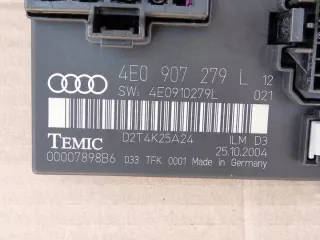 4E0 907 279 L 12
SW: 4E0910279L 021
D2T4K25A24 ILM D3
TEMIC 25.10.2004
00007898B6 D33 TFK 0001 Made in Germany